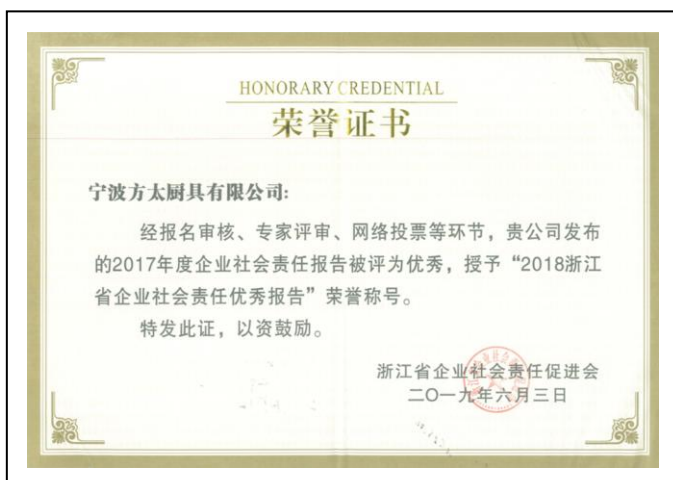 HONORARY CREDENTIAL
荣誉证书
宁波方太厨具有限公司:
经报名审核、专家评审、网络投票等环节，贵公司发布
的2017年度企业社会责任报告被评为优秀，授予“2018浙江
省企业社会责任优秀报告”荣誉称号。
特发此证，以资鼓励。
浙江省企业社会责任促进会
二〇一九年六月三日